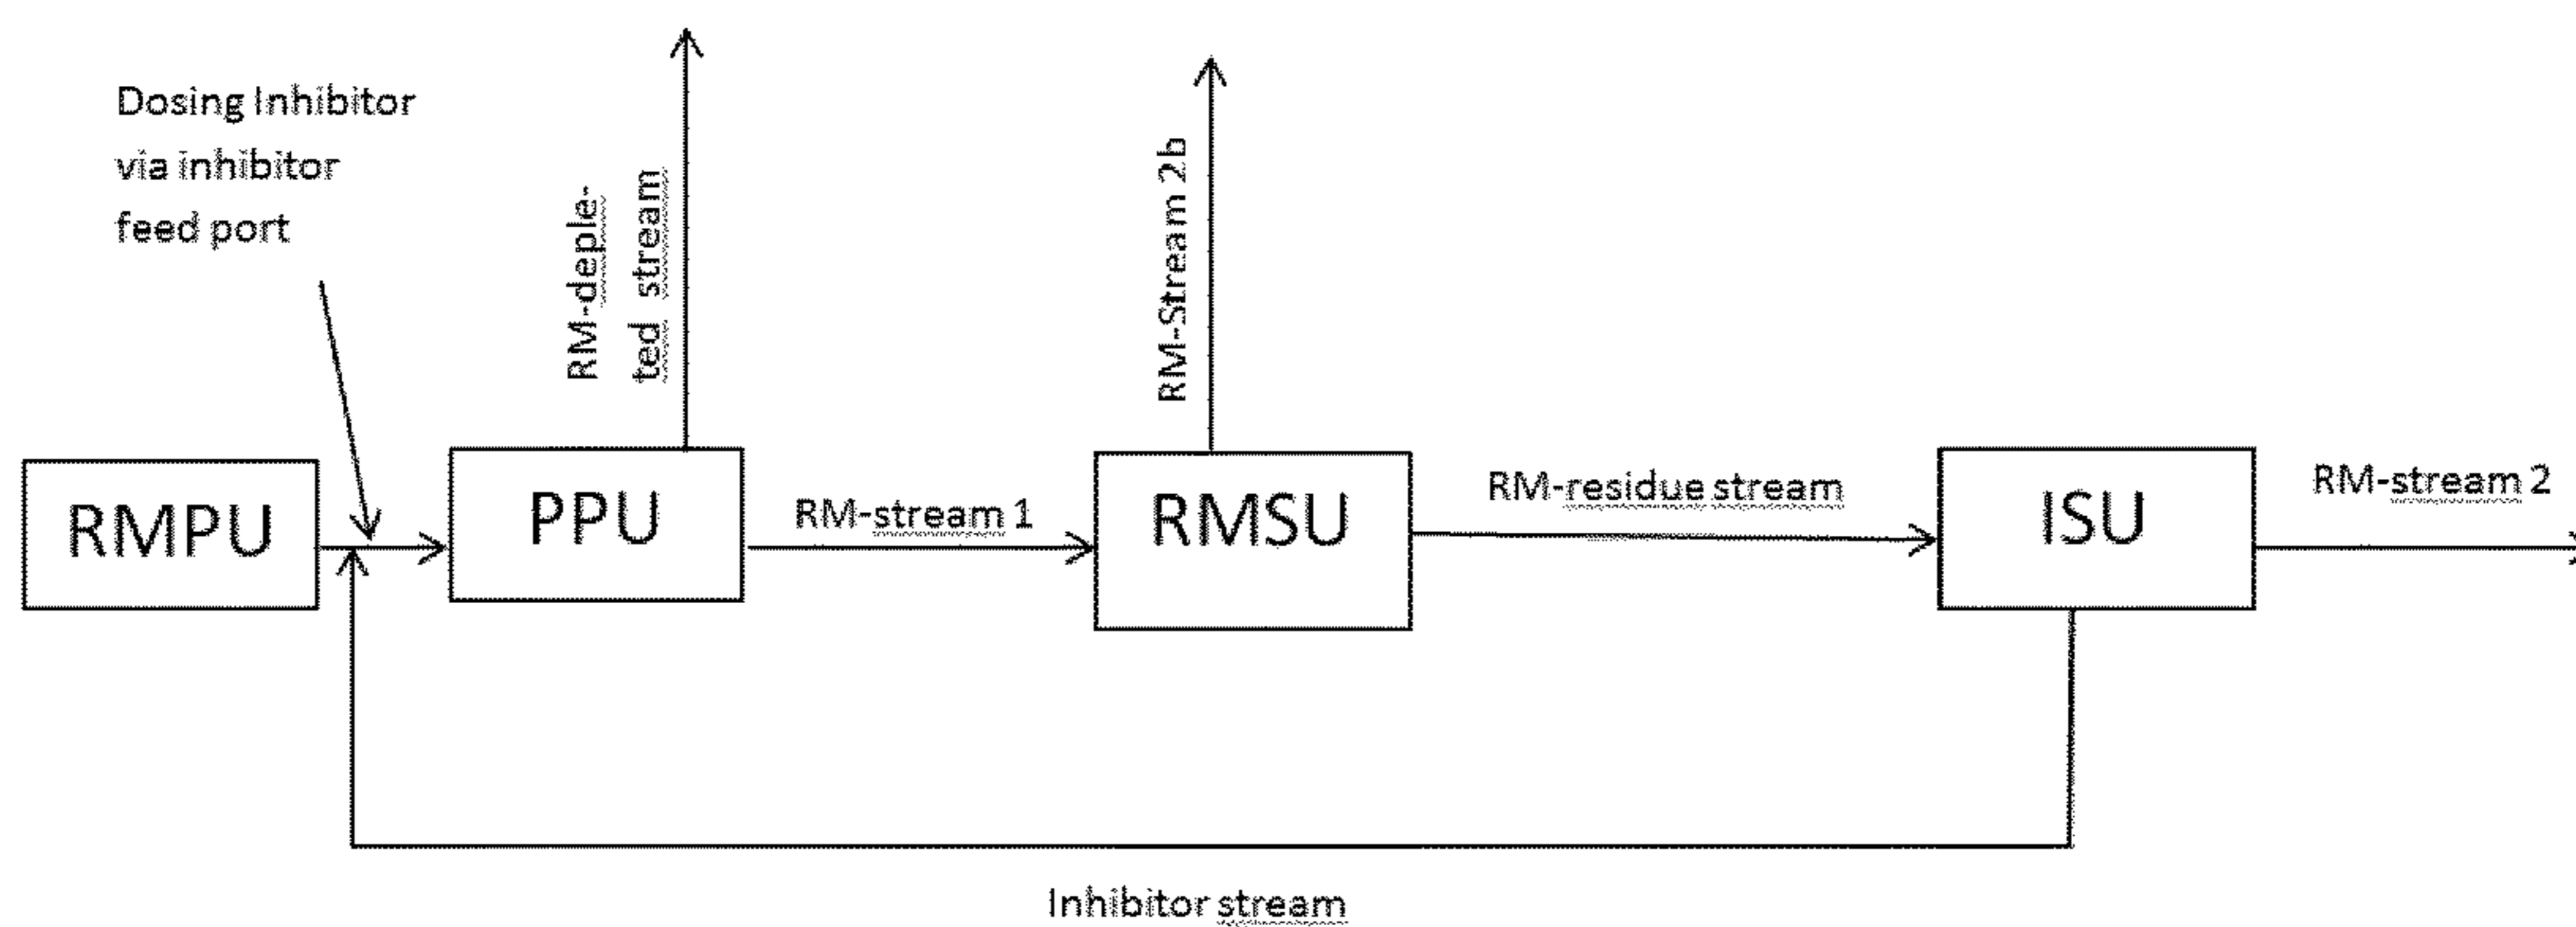 Dosing Inhibitor
via inhibitor
feed port
RM-deple-
ted stream
RM-Stream 2b
RMPU
PPU
RM-stream 1
RMSU
RM-residue stream
ISU
RM-stream 2
Inhibitor stream